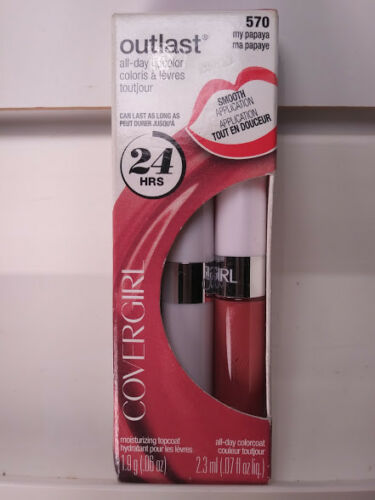 570
my papaya
ma papaye
outlast®
all-day lipcolor
coloris à lèvres
toutjour
CAN LAST AS LONG AS
PEUT DURER JUSQU'À
24
HRS
SMOOTH
APPLICATION
APPLICATION
TOUT EN DOUCEUR
COVERGIRL
moisturizing topcoat
hydratant pour les lèvres
1.9 g (.06 oz)
all-day colorcoat
couleur toutjour
2.3 ml (.07 fl oz liq.)